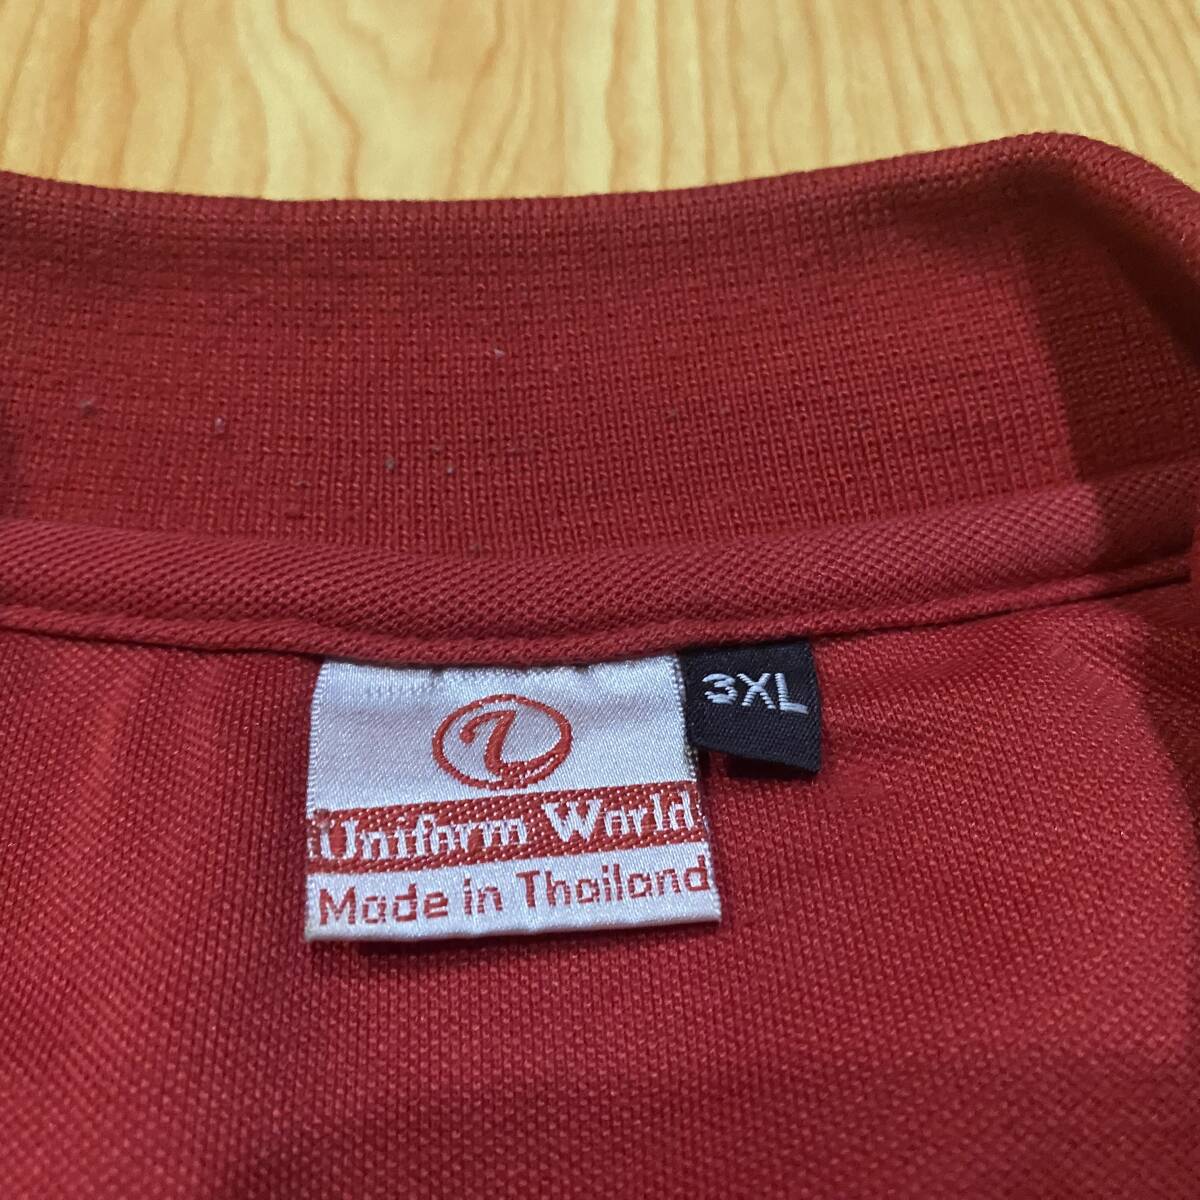 3XL
Uniform World
Made in Thailand